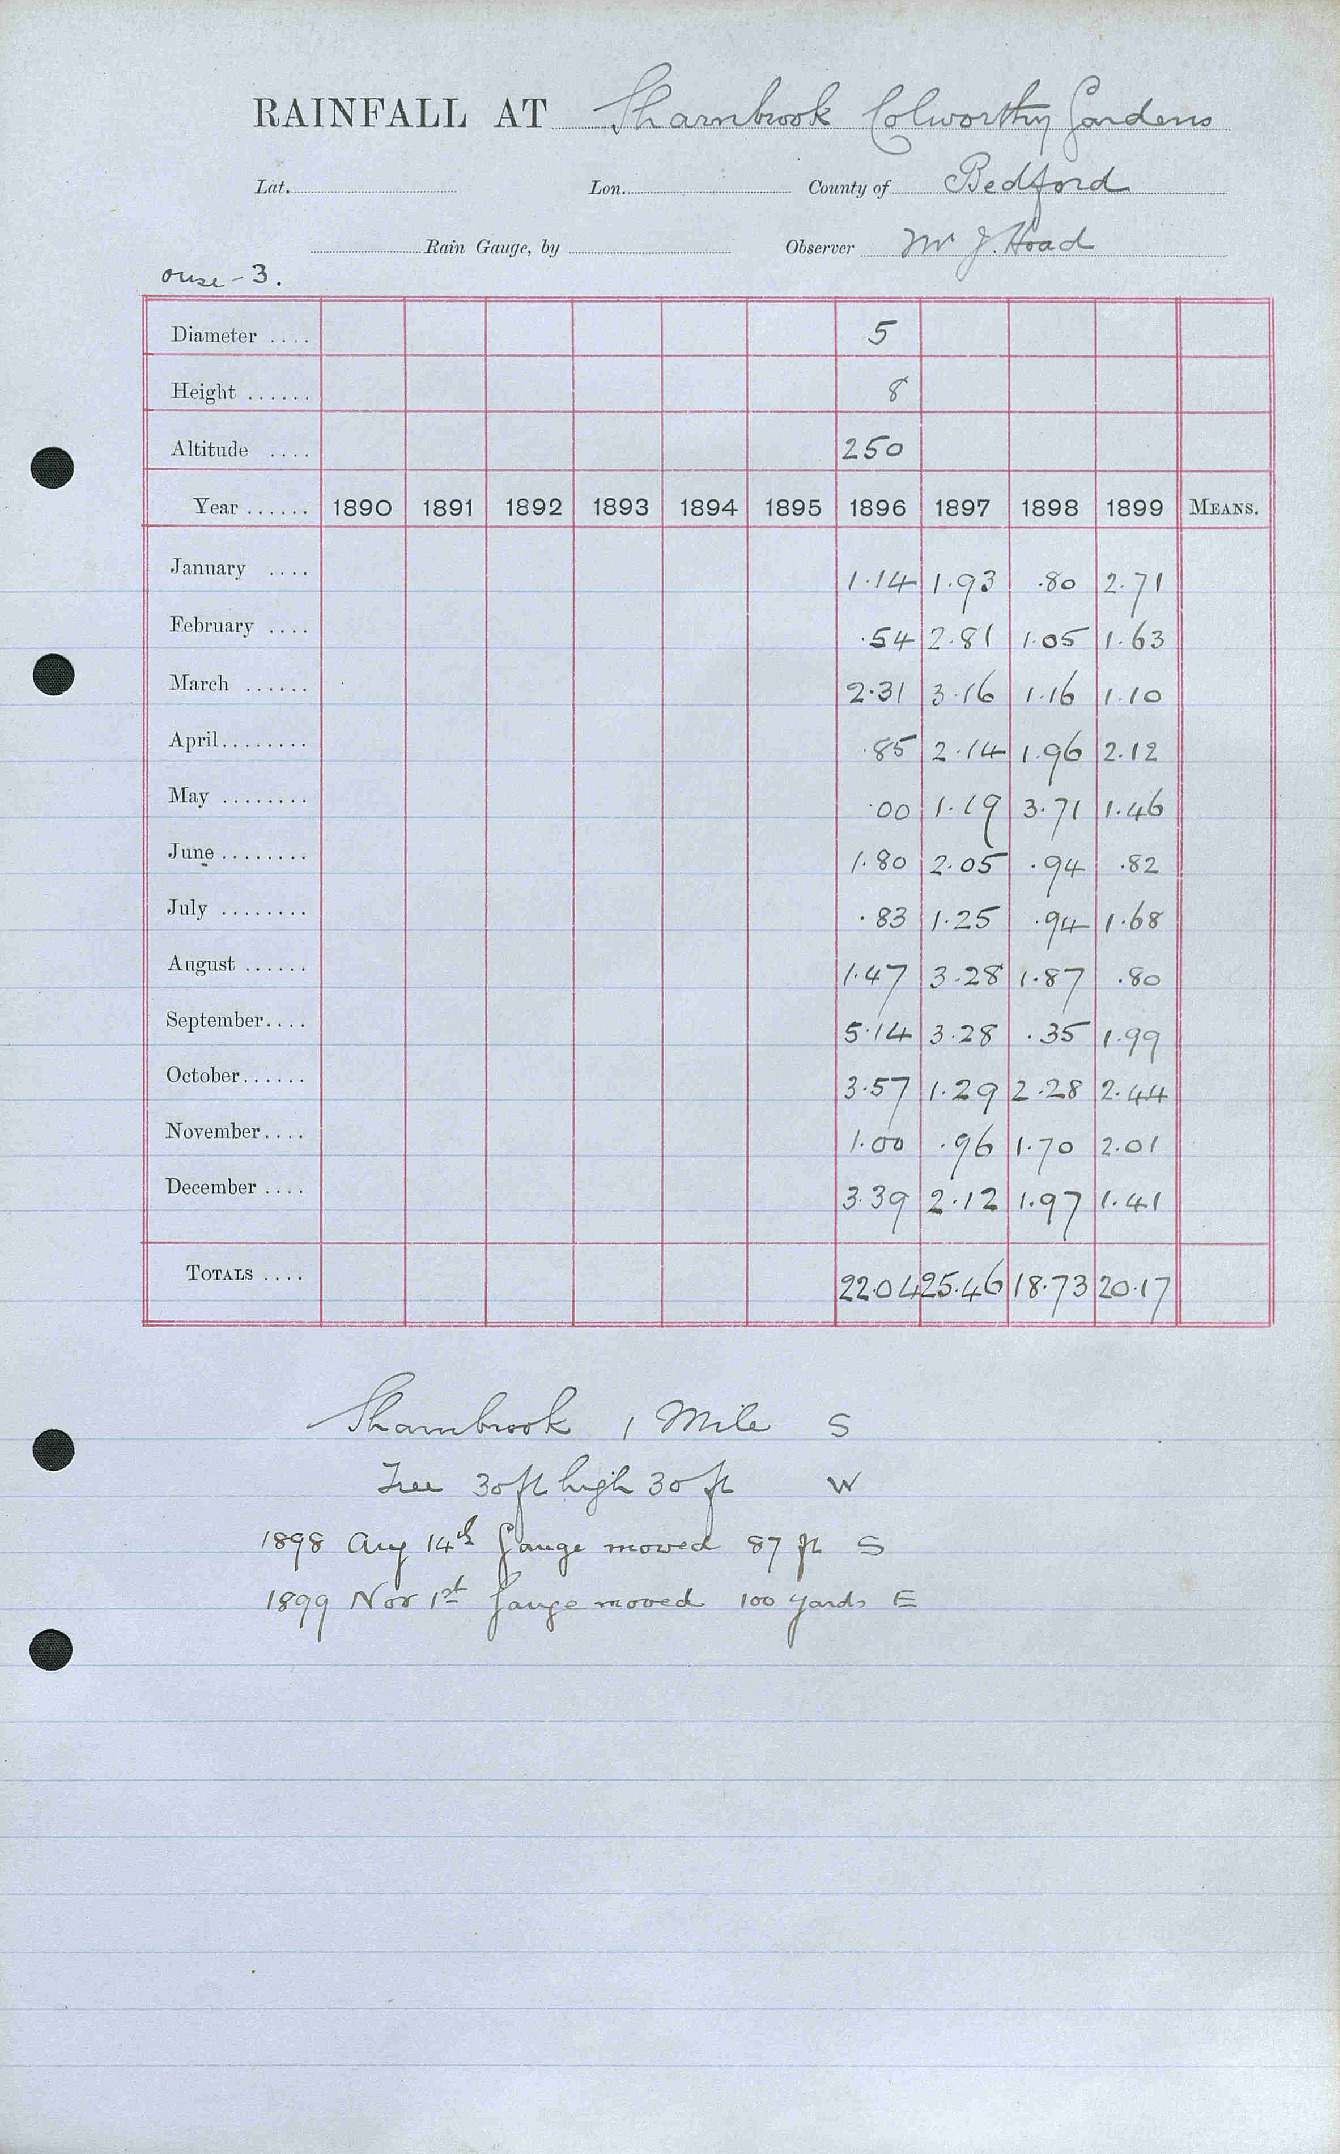 RAINFALL AT Sharnbrook Colworthy Gardens
Lat. Lon. County of Bedford
Rain Gauge, by Observer Mr J. Hoad
ouse - 3.
Diameter .... 5
Height ...... 8
Altitude .... 250
Year ...... 1890 1891 1892 1893 1894 1895 1896 1897 1898 1899 MEANS.
January .... 1.14 1.93 .80 2.71
February .... .54 2.81 1.05 1.63
March ...... 2.31 3.16 1.16 1.10
April........ .85 2.14 1.96 2.12
May ........ .00 1.19 3.71 1.46
June ........ 1.80 2.05 .94 .82
July ........ .83 1.25 .94 1.68
August ...... 1.47 3.28 1.87 .80
September.... 5.14 3.28 .35 1.99
October...... 3.57 1.29 2.28 2.44
November.... 1.00 .96 1.70 2.01
December .... 3.39 2.12 1.97 1.41
TOTALS .... 22.04 25.46 18.73 20.17
Sharnbrook 1 Mile S
Tree 30 ft high 30 ft W
1898 Aug 14th Gauge moved 87 ft S
1899 Nov 1st Gauge moved 100 yards E